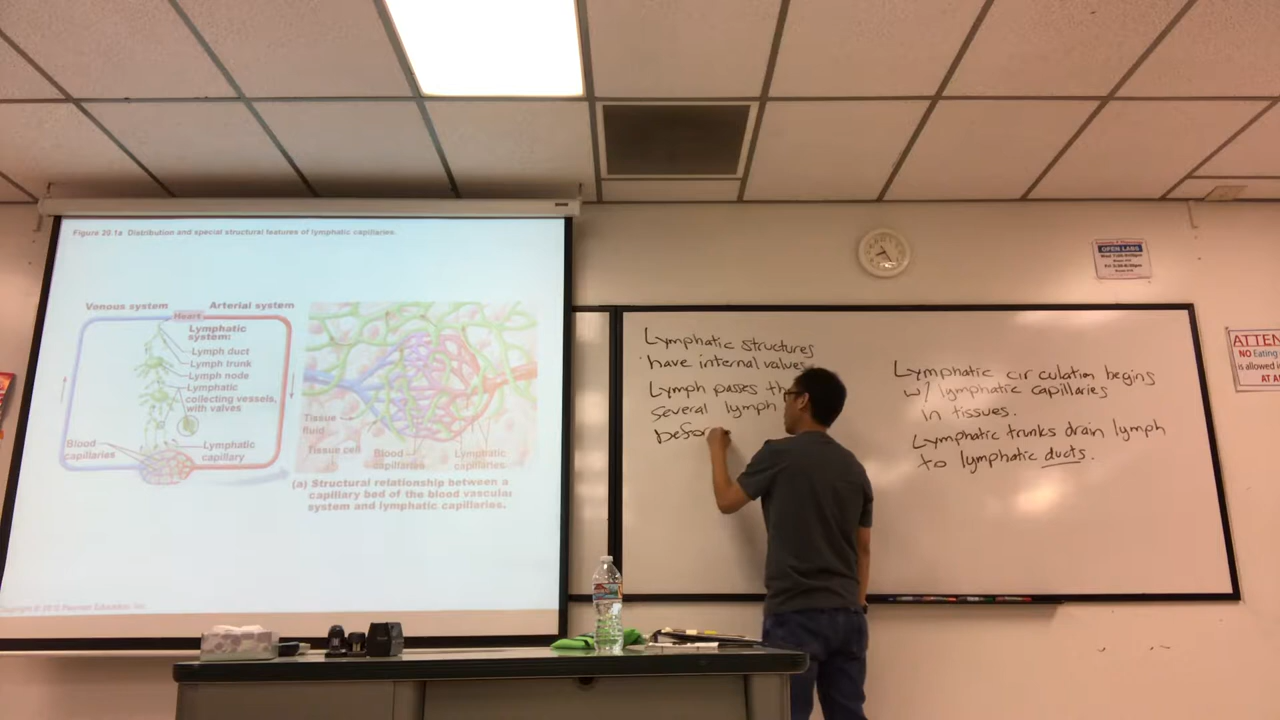 Figure 20.1a Distribution and special structural features of lymphatic capillaries.
Venous system
Arterial system
Heart
Lymphatic
system:
Lymph duct
Lymph trunk
Lymph node
Lymphatic
collecting vessels,
with valves
Blood
capillaries
Lymphatic
capillary
Tissue
fluid
Tissue cell
Blood
capillaries
Lymphatic
capillaries
(a) Structural relationship between a
capillary bed of the blood vascular
system and lymphatic capillaries.
Lymphatic structures
have internal valves
Lymph passes th
several lymph
befor
Lymphatic circulation begins
w/ lymphatic capillaries
in tissues.
Lymphatic trunks drain lymph
to lymphatic ducts.
OPEN LABS
ATTEN
NO Eating
is allowed i
AT A